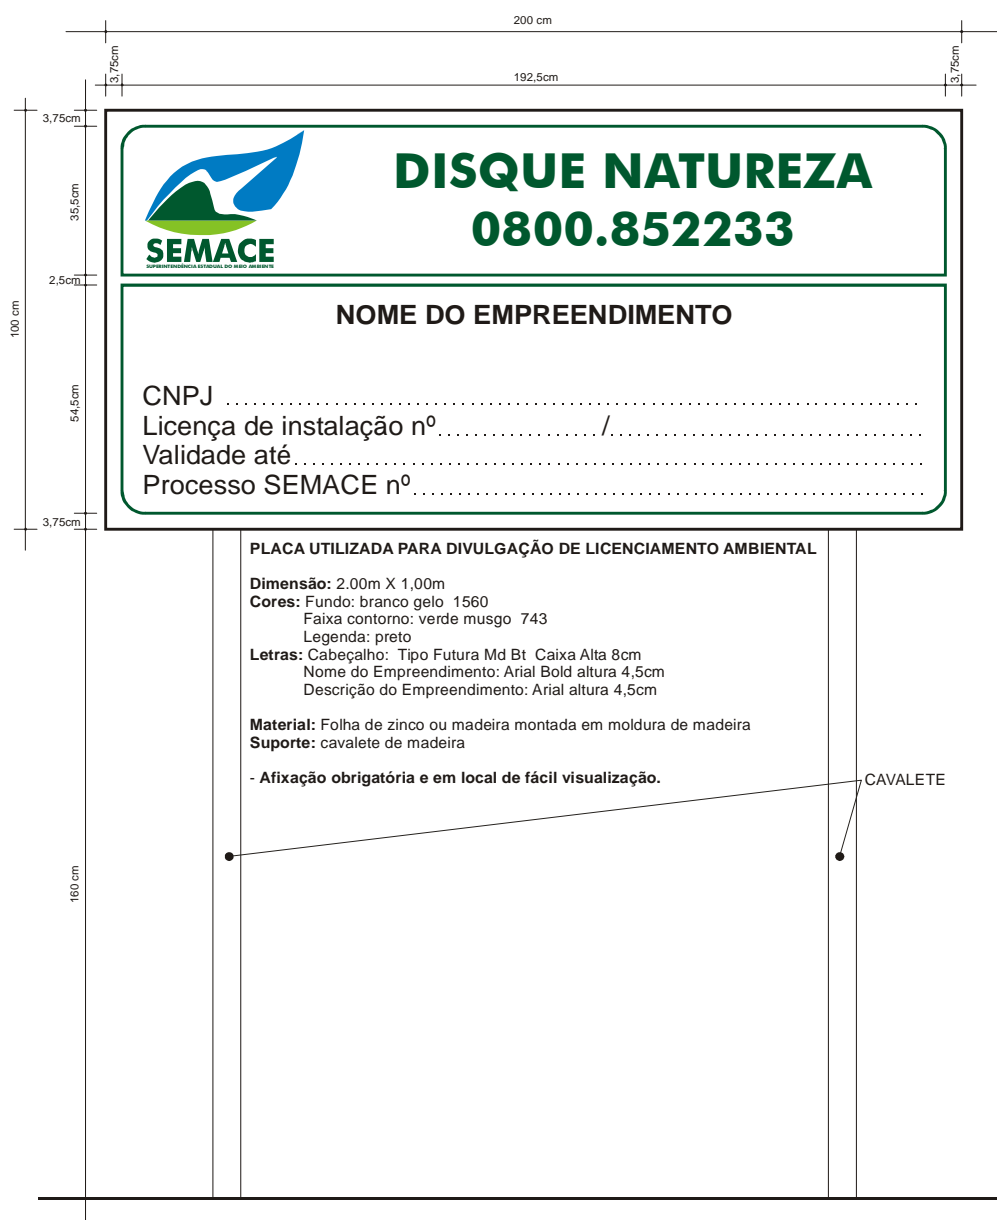 200 cm
3,75cm
192,5cm
3,75cm
3,75cm
35,5cm
2,5cm
100 cm
54,5cm
3,75cm
160 cm
DISQUE NATUREZA
0800.852233
SEMACE
SUPERINTENDÊNCIA ESTADUAL DO MEIO AMBIENTE
NOME DO EMPREENDIMENTO
CNPJ ................................................................
Licença de instalação nº................/................................
Validade até................................................................
Processo SEMACE nº................................................
PLACA UTILIZADA PARA DIVULGAÇÃO DE LICENCIAMENTO AMBIENTAL
Dimensão: 2.00m X 1,00m
Cores: Fundo: branco gelo 1560
Faixa contorno: verde musgo 743
Legenda: preto
Letras: Cabeçalho: Tipo Futura Md Bt Caixa Alta 8cm
Nome do Empreendimento: Arial Bold altura 4,5cm
Descrição do Empreendimento: Arial altura 4,5cm
Material: Folha de zinco ou madeira montada em moldura de madeira
Suporte: cavalete de madeira
- Afixação obrigatória e em local de fácil visualização.
CAVALETE